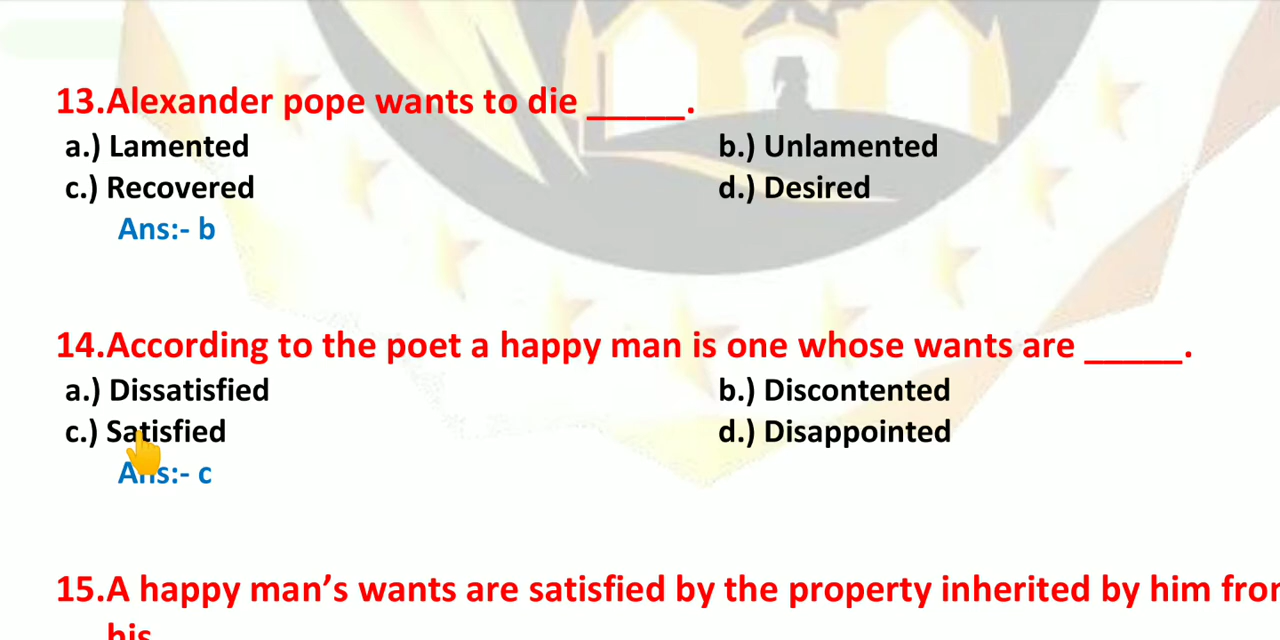 13.Alexander pope wants to die _____.
a.) Lamented b.) Unlamented
c.) Recovered d.) Desired
Ans:- b
14.According to the poet a happy man is one whose wants are _____.
a.) Dissatisfied b.) Discontented
c.) Satisfied d.) Disappointed
Ans:- c
15.A happy man’s wants are satisfied by the property inherited by him from
his